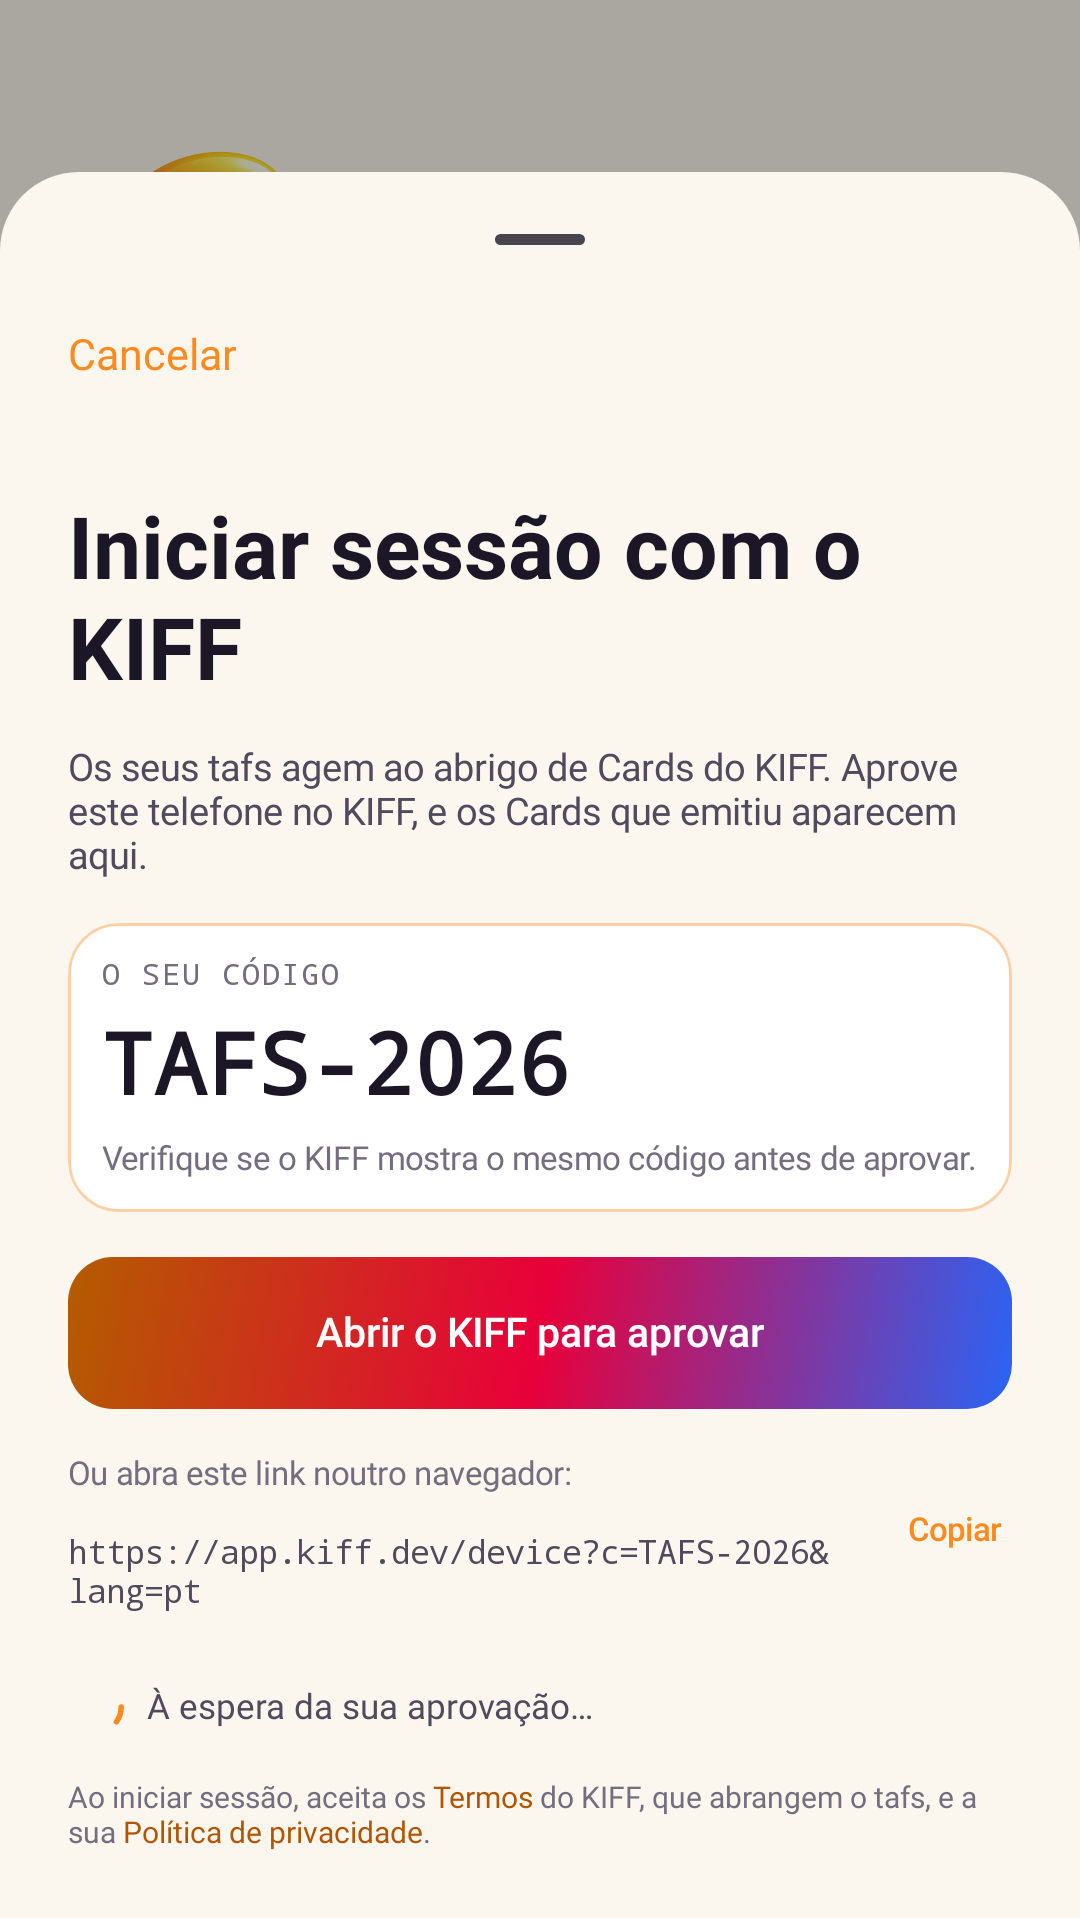 Cancelar
Iniciar sessão com o
KIFF
Os seus tafs agem ao abrigo de Cards do KIFF. Aprove
este telefone no KIFF, e os Cards que emitiu aparecem
aqui.
O SEU CÓDIGO
TAFS-2026
Verifique se o KIFF mostra o mesmo código antes de aprovar.
Abrir o KIFF para aprovar
Ou abra este link noutro navegador:
Copiar
https://app.kiff.dev/device?c=TAFS-2026&
lang=pt
À espera da sua aprovação…
Ao iniciar sessão, aceita os Termos do KIFF, que abrangem o tafs, e a
sua Política de privacidade.